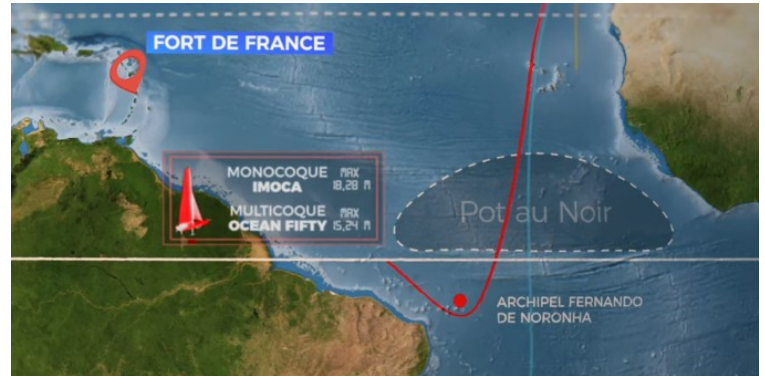 FORT DE FRANCE
MONOCOQUE MAX
IMOCA 18,28 M
MULTICOQUE MAX
OCEAN FIFTY 15,24 M
Pot au Noir
ARCHIPEL FERNANDO
DE NORONHA